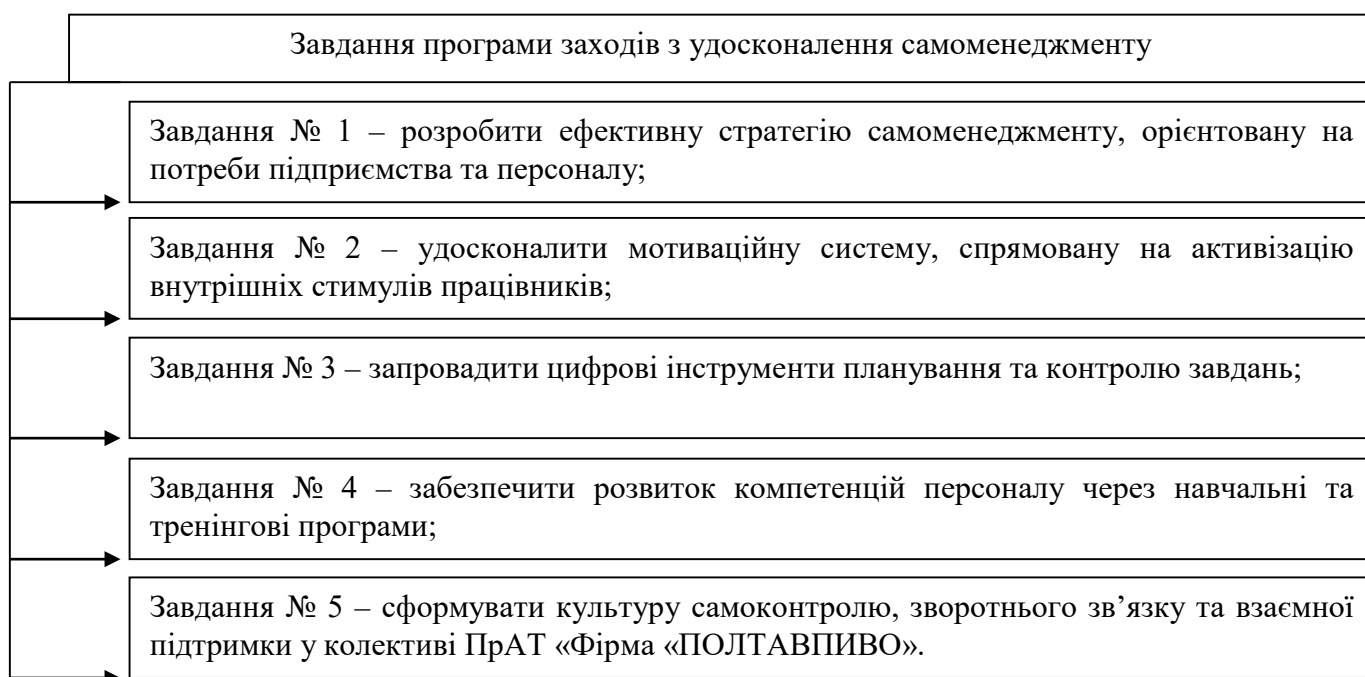 Завдання програми заходів з удосконалення самоменеджменту
Завдання № 1 – розробити ефективну стратегію самоменеджменту, орієнтовану на
потреби підприємства та персоналу;
Завдання № 2 – удосконалити мотиваційну систему, спрямовану на активізацію
внутрішніх стимулів працівників;
Завдання № 3 – запровадити цифрові інструменти планування та контролю завдань;
Завдання № 4 – забезпечити розвиток компетенцій персоналу через навчальні та
тренінгові програми;
Завдання № 5 – сформувати культуру самоконтролю, зворотнього зв’язку та взаємної
підтримки у колективі ПрАТ «Фірма «ПОЛТАВПИВО».